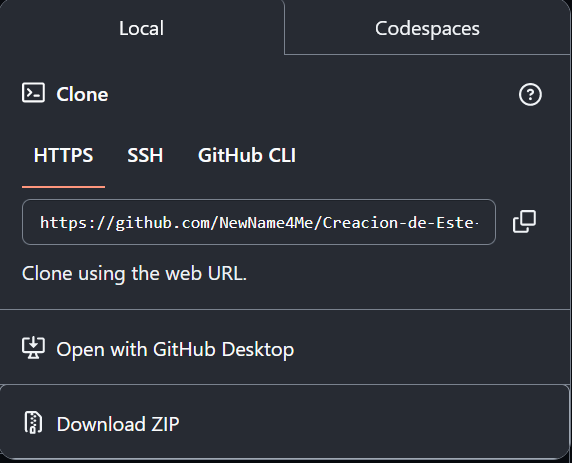 Local
Codespaces
Clone
HTTPS
SSH
GitHub CLI
https://github.com/NewName4Me/Creacion-de-Este-
Clone using the web URL.
Open with GitHub Desktop
Download ZIP